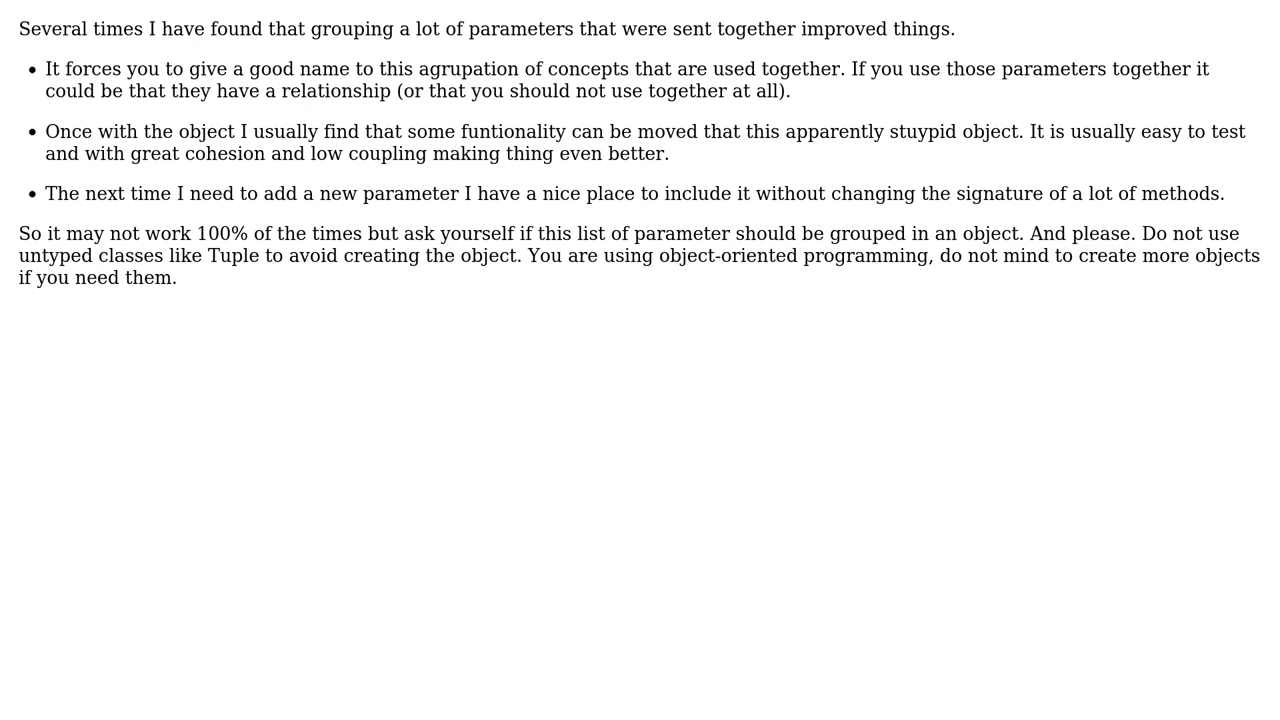 Several times I have found that grouping a lot of parameters that were sent together improved things.
• It forces you to give a good name to this agrupation of concepts that are used together. If you use those parameters together it
could be that they have a relationship (or that you should not use together at all).
• Once with the object I usually find that some funtionality can be moved that this apparently stuypid object. It is usually easy to test
and with great cohesion and low coupling making thing even better.
• The next time I need to add a new parameter I have a nice place to include it without changing the signature of a lot of methods.
So it may not work 100% of the times but ask yourself if this list of parameter should be grouped in an object. And please. Do not use
untyped classes like Tuple to avoid creating the object. You are using object-oriented programming, do not mind to create more objects
if you need them.